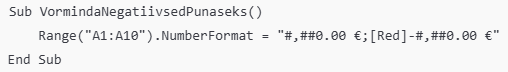 Sub VormindaNegatiivsedPunaseks()
    Range("A1:A10").NumberFormat = "#,##0.00 €;[Red]-#,##0.00 €"
End Sub